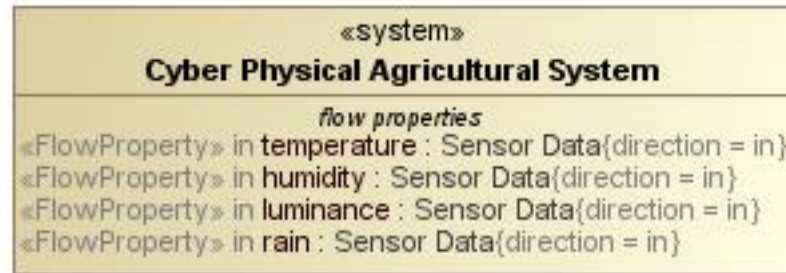 «system»
Cyber Physical Agricultural System
flow properties
«FlowProperty» in temperature : Sensor Data{direction = in}
«FlowProperty» in humidity : Sensor Data{direction = in}
«FlowProperty» in luminance : Sensor Data{direction = in}
«FlowProperty» in rain : Sensor Data{direction = in}